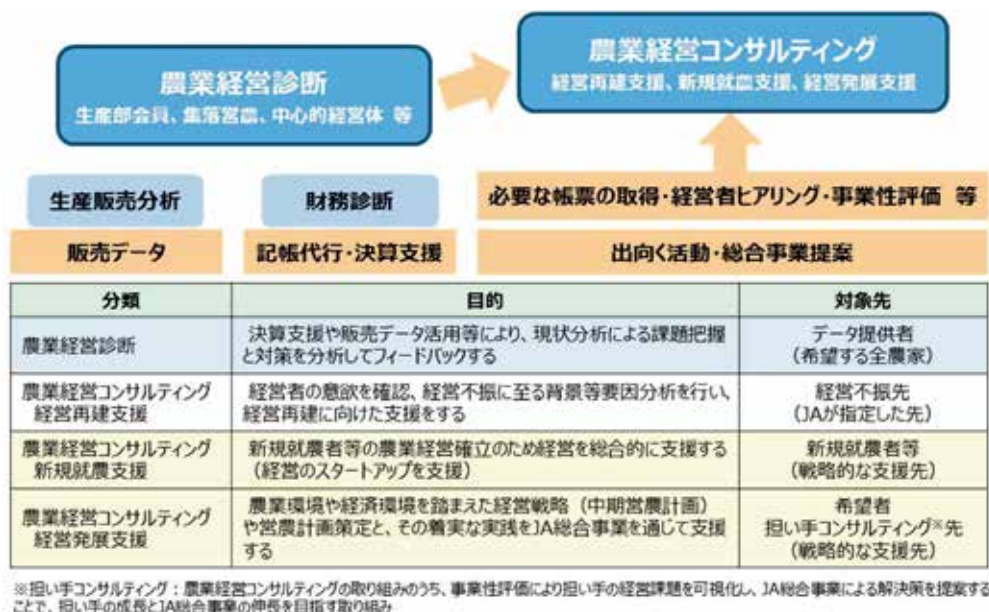 農業経営診断
生産部会員、集落営農、中心的経営体 等
農業経営コンサルティング
経営再建支援、新規就農支援、経営発展支援
生産販売分析
財務診断
必要な帳票の取得・経営者ヒアリング・事業性評価 等
販売データ
記帳代行・決算支援
出向く活動・総合事業提案
分類
目的
対象先
農業経営診断
決算支援や販売データ活用等により、現状分析による課題把握
と対策を分析してフィードバックする
データ提供者
(希望する全農家)
農業経営コンサルティング
経営再建支援
経営者の意欲を確認、経営不振に至る背景等要因分析を行い、
経営再建に向けた支援をする
経営不振先
(JAが指定した先)
農業経営コンサルティング
新規就農支援
新規就農者等の農業経営確立のため経営を総合的に支援する
(経営のスタートアップを支援)
新規就農者等
(戦略的な支援先)
農業経営コンサルティング
経営発展支援
農業環境や経済環境を踏まえた経営戦略(中期営農計画)
や営農計画策定と、その着実な実践をJA総合事業を通じて支援
する
希望者
担い手コンサルティング※先
(戦略的な支援先)
※担い手コンサルティング：農業経営コンサルティングの取り組みのうち、事業性評価により担い手の経営課題を可視化し、JA総合事業による解決策を提案する
ことで、担い手の成長とJA総合事業の伸長を目指す取り組み